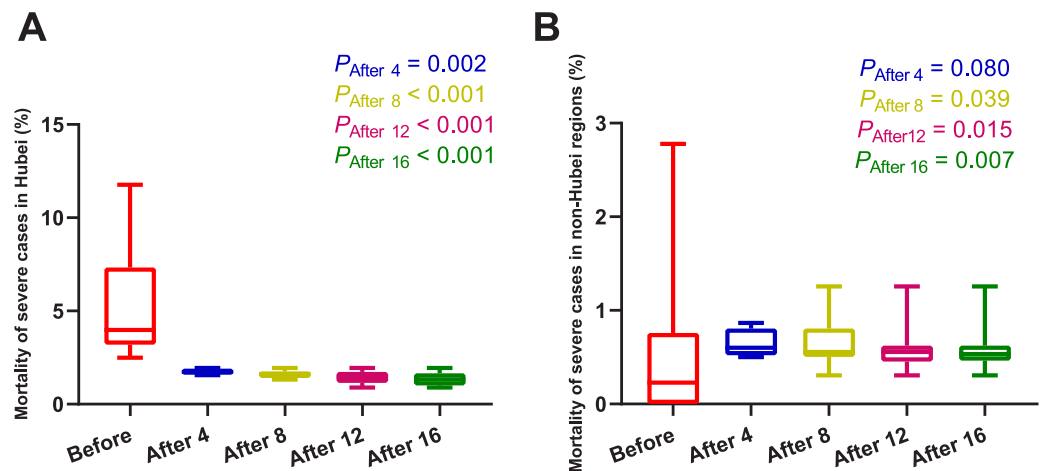 A
P After 4 = 0.002
P After 8 < 0.001
P After 12 < 0.001
P After 16 < 0.001
Mortality of severe cases in Hubei (%)
15
10
5
0
Before
After 4
After 8
After 12
After 16
B
P After 4 = 0.080
P After 8 = 0.039
P After12 = 0.015
P After 16 = 0.007
Mortality of severe cases in non-Hubei regions (%)
3
2
1
0
Before
After 4
After 8
After 12
After 16